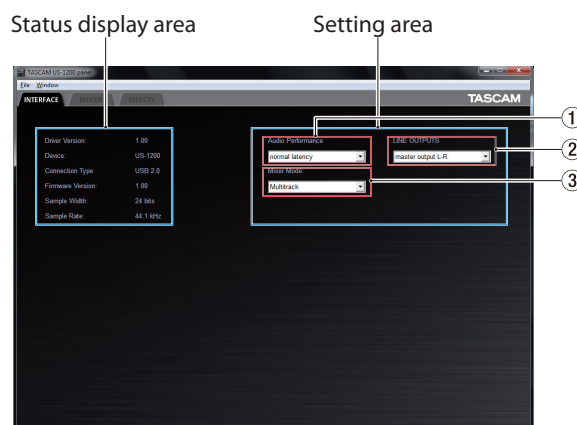 Status display area
Setting area
TASCAM US-1200 panel
File Window
INTERFACE MIXER EFFECTS
TASCAM
Driver Version: 1.00
Device: US-1200
Connection Type: USB 2.0
Firmware Version: 1.00
Sample Width: 24 bits
Sample Rate: 44.1 kHz
Audio Performance
normal latency
LINE OUTPUTS
master output L-R
Mixer Mode:
Multitrack
1
2
3